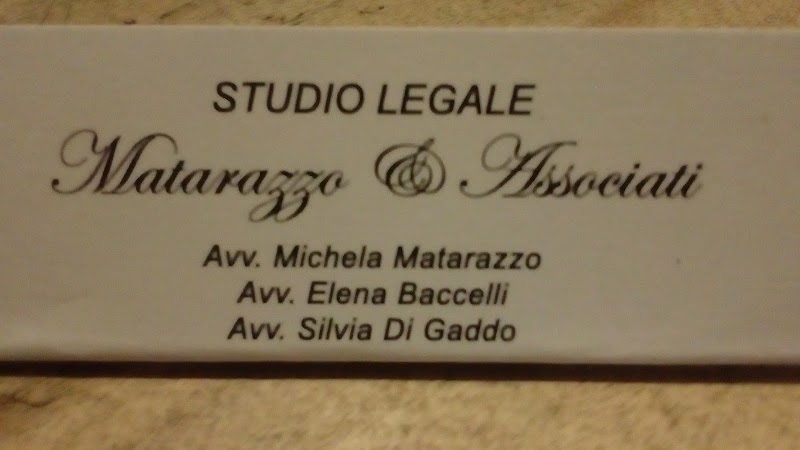 STUDIO LEGALE
Matarazzo & Associati
Avv. Michela Matarazzo
Avv. Elena Baccelli
Avv. Silvia Di Gaddo